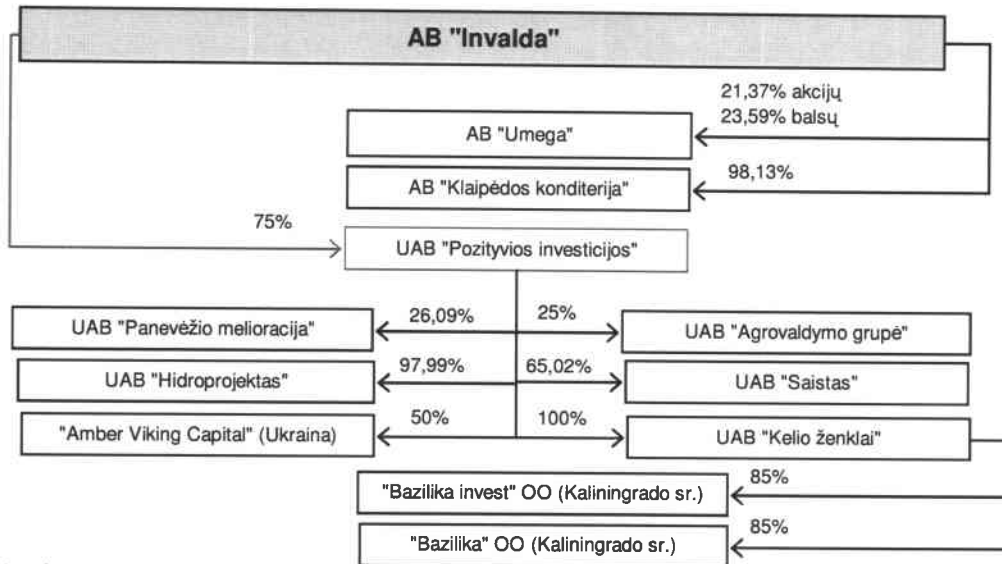 AB "Invalda"
21,37% akcijų
23,59% balsų
AB "Umega"
AB "Klaipėdos konditerija"
98,13%
75%
UAB "Pozityvios investicijos"
UAB "Panevėžio melioracija"
26,09%
25%
UAB "Agrovaldymo grupė"
UAB "Hidroprojektas"
97,99%
65,02%
UAB "Saistas"
"Amber Viking Capital" (Ukraina)
50%
100%
UAB "Kelio ženklai"
"Bazilika invest" OO (Kaliningrado sr.)
85%
"Bazilika" OO (Kaliningrado sr.)
85%